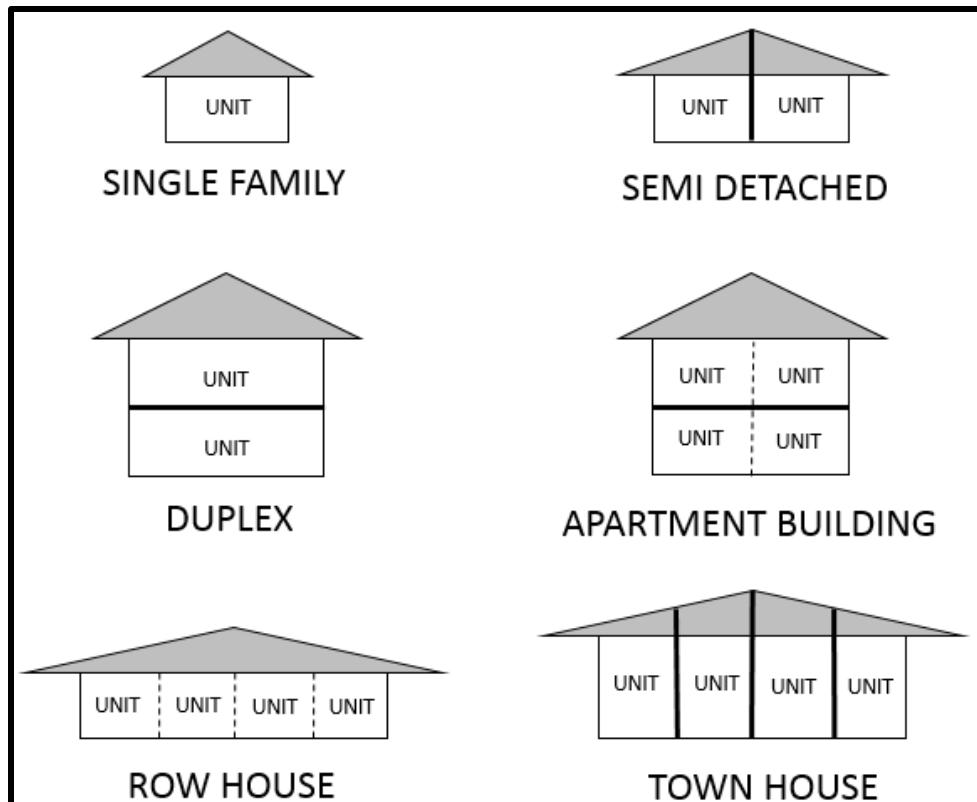 UNIT
SINGLE FAMILY
UNIT UNIT
SEMI DETACHED
UNIT
UNIT
DUPLEX
UNIT UNIT
UNIT UNIT
APARTMENT BUILDING
UNIT UNIT UNIT UNIT
ROW HOUSE
UNIT UNIT UNIT UNIT
TOWN HOUSE